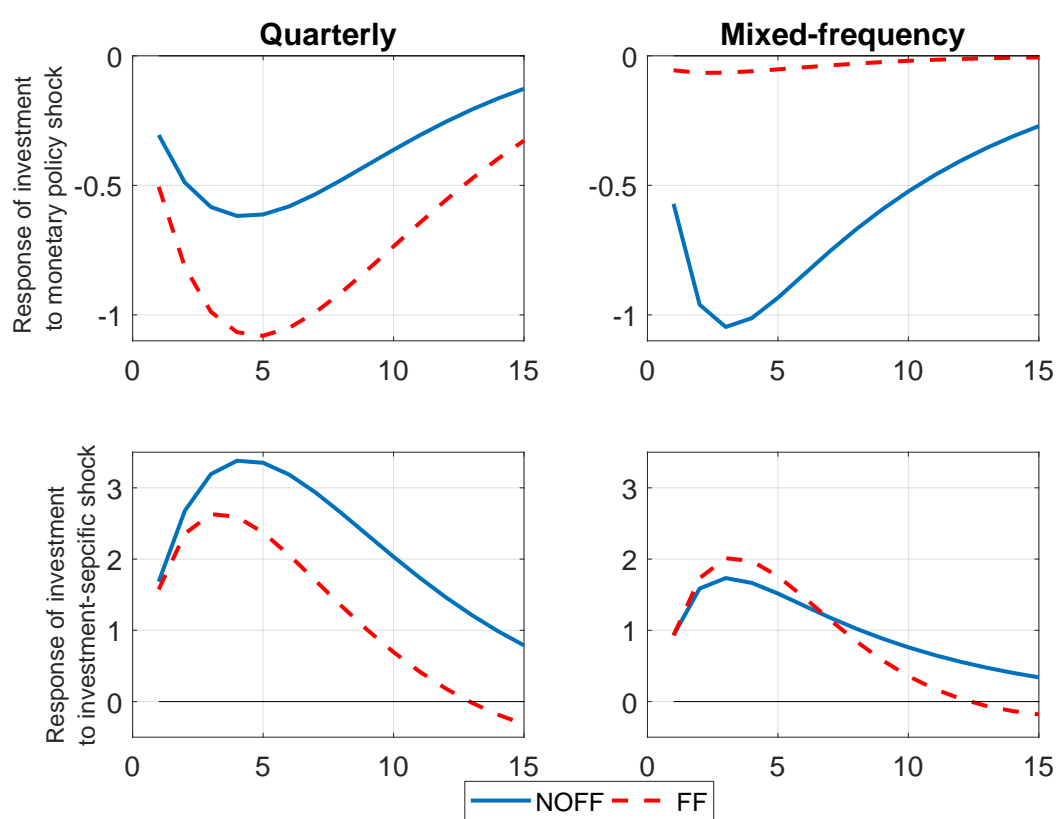 Quarterly
Mixed-frequency
Response of investment
to monetary policy shock
0
-0.5
-1
0 5 10 15
0
-0.5
-1
0 5 10 15
Response of investment
to investment-sepcific shock
3
2
1
0
0 5 10 15
3
2
1
0
0 5 10 15
NOFF FF